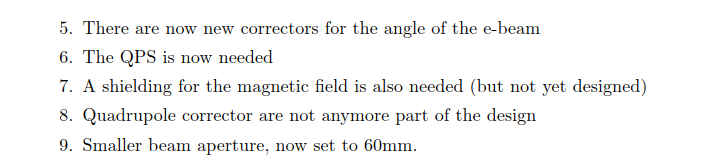 5. There are now new correctors for the angle of the e-beam
6. The QPS is now needed
7. A shielding for the magnetic field is also needed (but not yet designed)
8. Quadrupole corrector are not anymore part of the design
9. Smaller beam aperture, now set to 60mm.